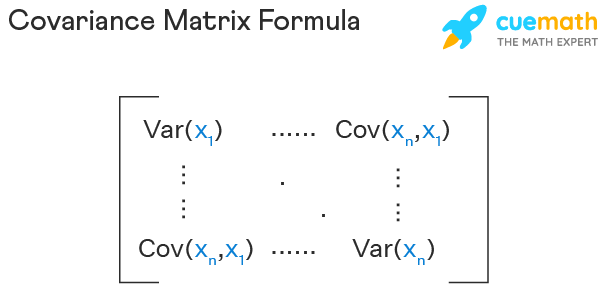 Covariance Matrix Formula
cuemath
THE MATH EXPERT
Var(x₁) ...... Cov(xₙ,x₁)
⋮ . ⋮
⋮ . ⋮
Cov(xₙ,x₁) ...... Var(xₙ)